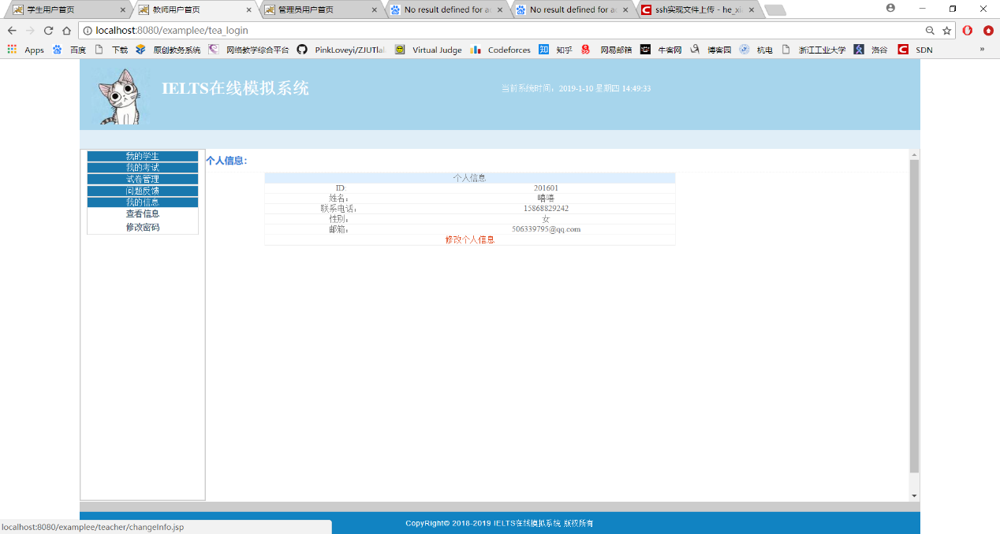 学生用户首页 教师用户首页 管理员用户首页 No result defined for ac No result defined for ac ssh实现文件上传 - he_xi
localhost:8080/examplee/tea_login
Apps 百度 下载 原创教务系统 网络教学综合平台 PinkLoveyi/ZJUTlal Virtual Judge Codeforces 知乎 网易邮箱 牛客网 博客园 杭电 浙江工业大学 洛谷 SDN »
IELTS在线模拟系统
当前系统时间：2019-1-10 星期四 14:49:33
我的学生
我的考试
试卷管理
问题反馈
我的信息
查看信息
修改密码
个人信息：
个人信息
ID: 201601
姓名： 嘻嘻
联系电话： 15868829242
性别： 女
邮箱： 506339795@qq.com
修改个人信息
CopyRight© 2018-2019 IELTS在线模拟系统 版权所有
localhost:8080/examplee/teacher/changeInfo.jsp